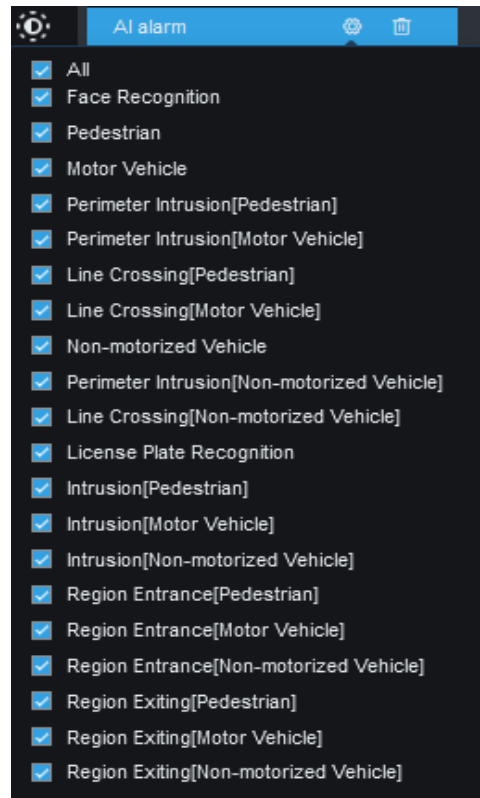 AI alarm
All
Face Recognition
Pedestrian
Motor Vehicle
Perimeter Intrusion[Pedestrian]
Perimeter Intrusion[Motor Vehicle]
Line Crossing[Pedestrian]
Line Crossing[Motor Vehicle]
Non-motorized Vehicle
Perimeter Intrusion[Non-motorized Vehicle]
Line Crossing[Non-motorized Vehicle]
License Plate Recognition
Intrusion[Pedestrian]
Intrusion[Motor Vehicle]
Intrusion[Non-motorized Vehicle]
Region Entrance[Pedestrian]
Region Entrance[Motor Vehicle]
Region Entrance[Non-motorized Vehicle]
Region Exiting[Pedestrian]
Region Exiting[Motor Vehicle]
Region Exiting[Non-motorized Vehicle]